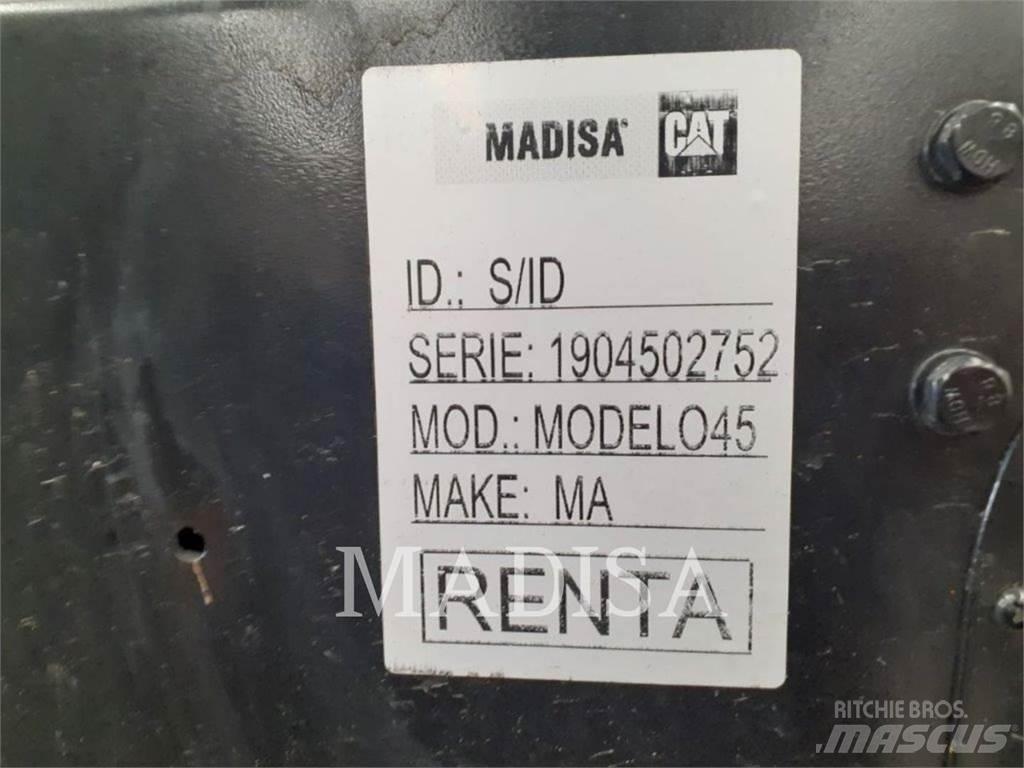 MADISA® CAT
ID.: S/ID
SERIE: 1904502752
MOD.: MODELO45
MAKE: MA
MADISA
RENTA
RITCHIE BROS.
MASCUS